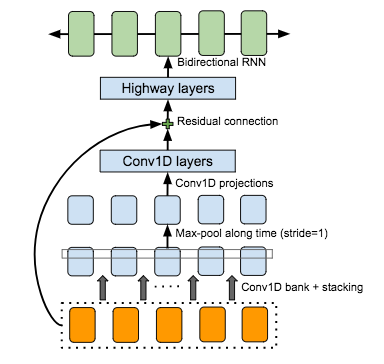 Bidirectional RNN
Highway layers
Residual connection
Conv1D layers
Conv1D projections
Max-pool along time (stride=1)
Conv1D bank + stacking